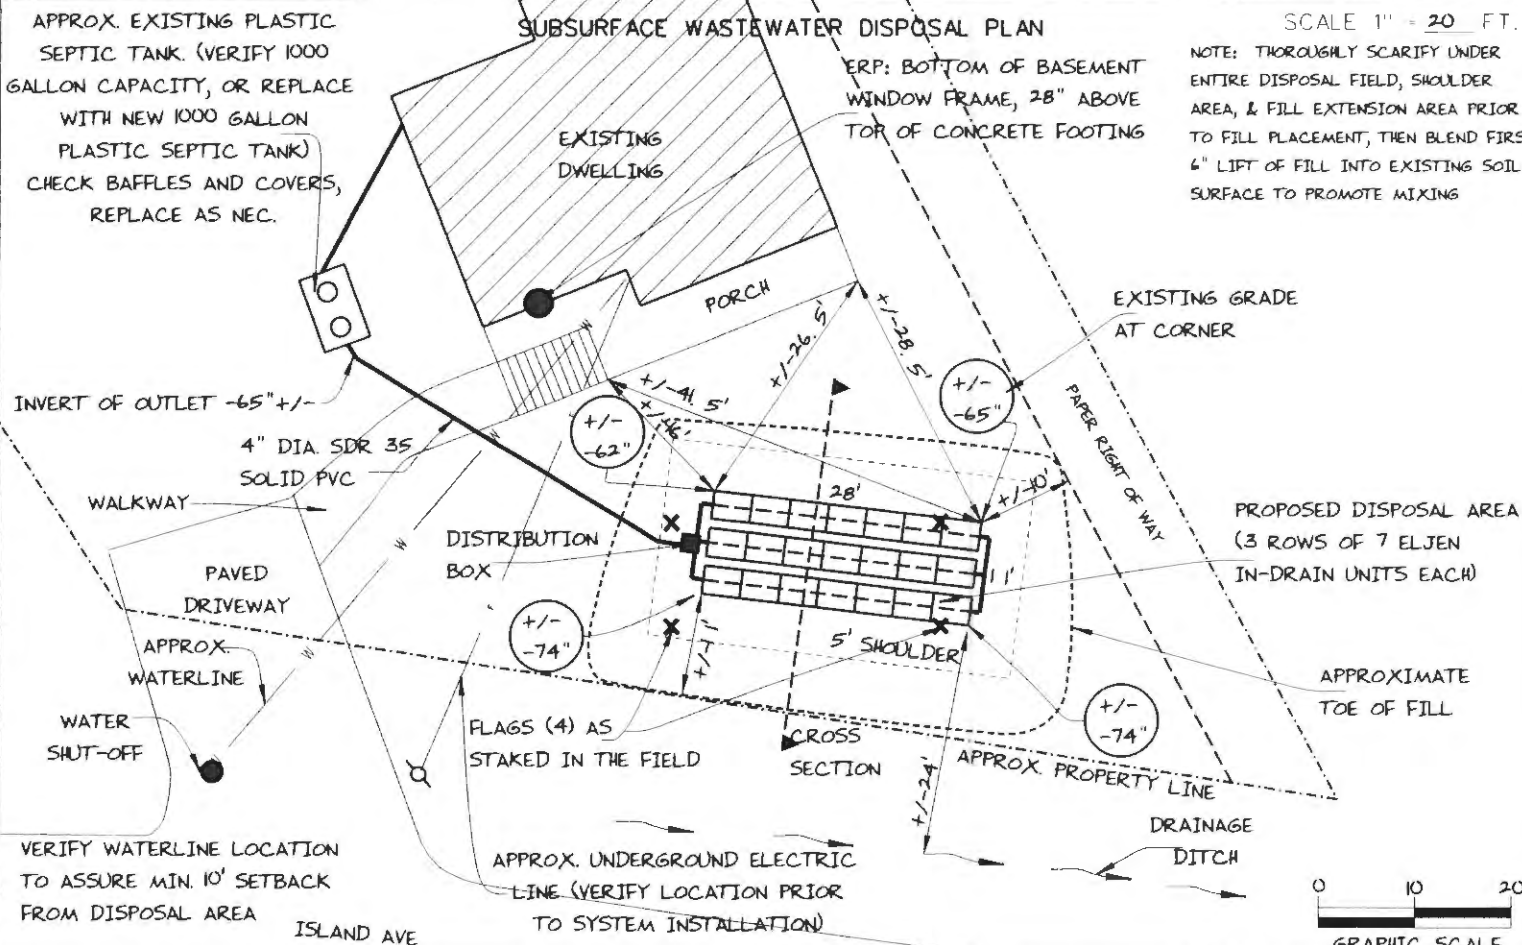 SUBSURFACE WASTEWATER DISPOSAL PLAN
SCALE 1" = 20 FT.
APPROX. EXISTING PLASTIC
SEPTIC TANK. (VERIFY 1000
GALLON CAPACITY, OR REPLACE
WITH NEW 1000 GALLON
PLASTIC SEPTIC TANK)
CHECK BAFFLES AND COVERS,
REPLACE AS NEC.
EXISTING
DWELLING
ERP: BOTTOM OF BASEMENT
WINDOW FRAME, 28" ABOVE
TOP OF CONCRETE FOOTING
NOTE: THOROUGHLY SCARIFY UNDER
ENTIRE DISPOSAL FIELD, SHOULDER
AREA, & FILL EXTENSION AREA PRIOR
TO FILL PLACEMENT, THEN BLEND FIRS
6" LIFT OF FILL INTO EXISTING SOIL
SURFACE TO PROMOTE MIXING
PORCH
EXISTING GRADE
AT CORNER
+/-26.5'
+/-28.5'
+/-41.5'
+/-16'
+/-
-65"
+/-
-62"
INVERT OF OUTLET -65"+/-
4" DIA. SDR 35
SOLID PVC
WALKWAY
PAPER RIGHT OF WAY
28'
+/-10'
11'
DISTRIBUTION
BOX
PROPOSED DISPOSAL AREA
(3 ROWS OF 7 ELJEN
IN-DRAIN UNITS EACH)
PAVED
DRIVEWAY
+/-
-74"
+/-11'
5' SHOULDER
APPROX.
WATERLINE
W
W
W
W
W
APPROXIMATE
TOE OF FILL
+/-
-74"
WATER
SHUT-OFF
FLAGS (4) AS
STAKED IN THE FIELD
CROSS
SECTION
+/-24'
APPROX. PROPERTY LINE
DRAINAGE
DITCH
VERIFY WATERLINE LOCATION
TO ASSURE MIN. 10' SETBACK
FROM DISPOSAL AREA
APPROX. UNDERGROUND ELECTRIC
LINE (VERIFY LOCATION PRIOR
TO SYSTEM INSTALLATION)
ISLAND AVE
0 10 20
GRAPHIC SCALE